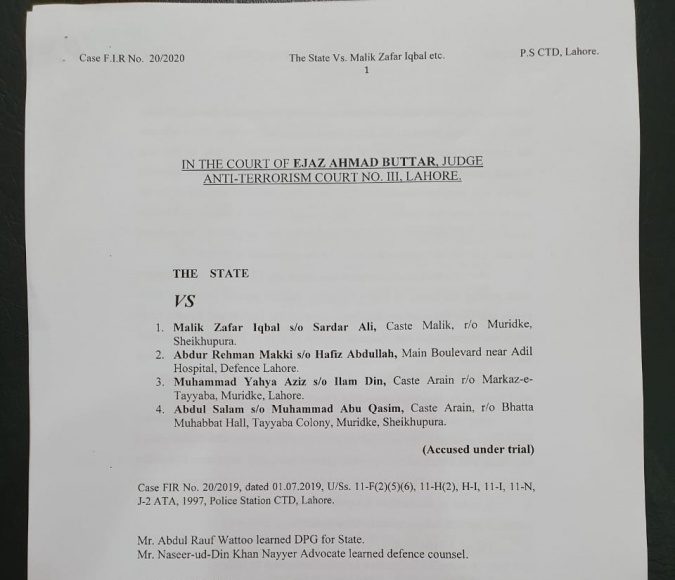 Case F.I.R No. 20/2020 The State Vs. Malik Zafar Iqbal etc. P.S CTD, Lahore.
1
IN THE COURT OF EJAZ AHMAD BUTTAR, JUDGE
ANTI-TERRORISM COURT NO. III, LAHORE.
THE STATE
VS
1. Malik Zafar Iqbal s/o Sardar Ali, Caste Malik, r/o Muridke,
Sheikhupura.
2. Abdur Rehman Makki s/o Hafiz Abdullah, Main Boulevard near Adil
Hospital, Defence Lahore.
3. Muhammad Yahya Aziz s/o Ilam Din, Caste Arain r/o Markaz-e-
Tayyaba, Muridke, Lahore.
4. Abdul Salam s/o Muhammad Abu Qasim, Caste Arain, r/o Bhatta
Muhabbat Hall, Tayyaba Colony, Muridke, Sheikhupura.
(Accused under trial)
Case FIR No. 20/2019, dated 01.07.2019, U/Ss. 11-F(2)(5)(6), 11-H(2), H-I, 11-I, 11-N,
J-2 ATA, 1997, Police Station CTD, Lahore.
Mr. Abdul Rauf Wattoo learned DPG for State.
Mr. Naseer-ud-Din Khan Nayyer Advocate learned defence counsel.